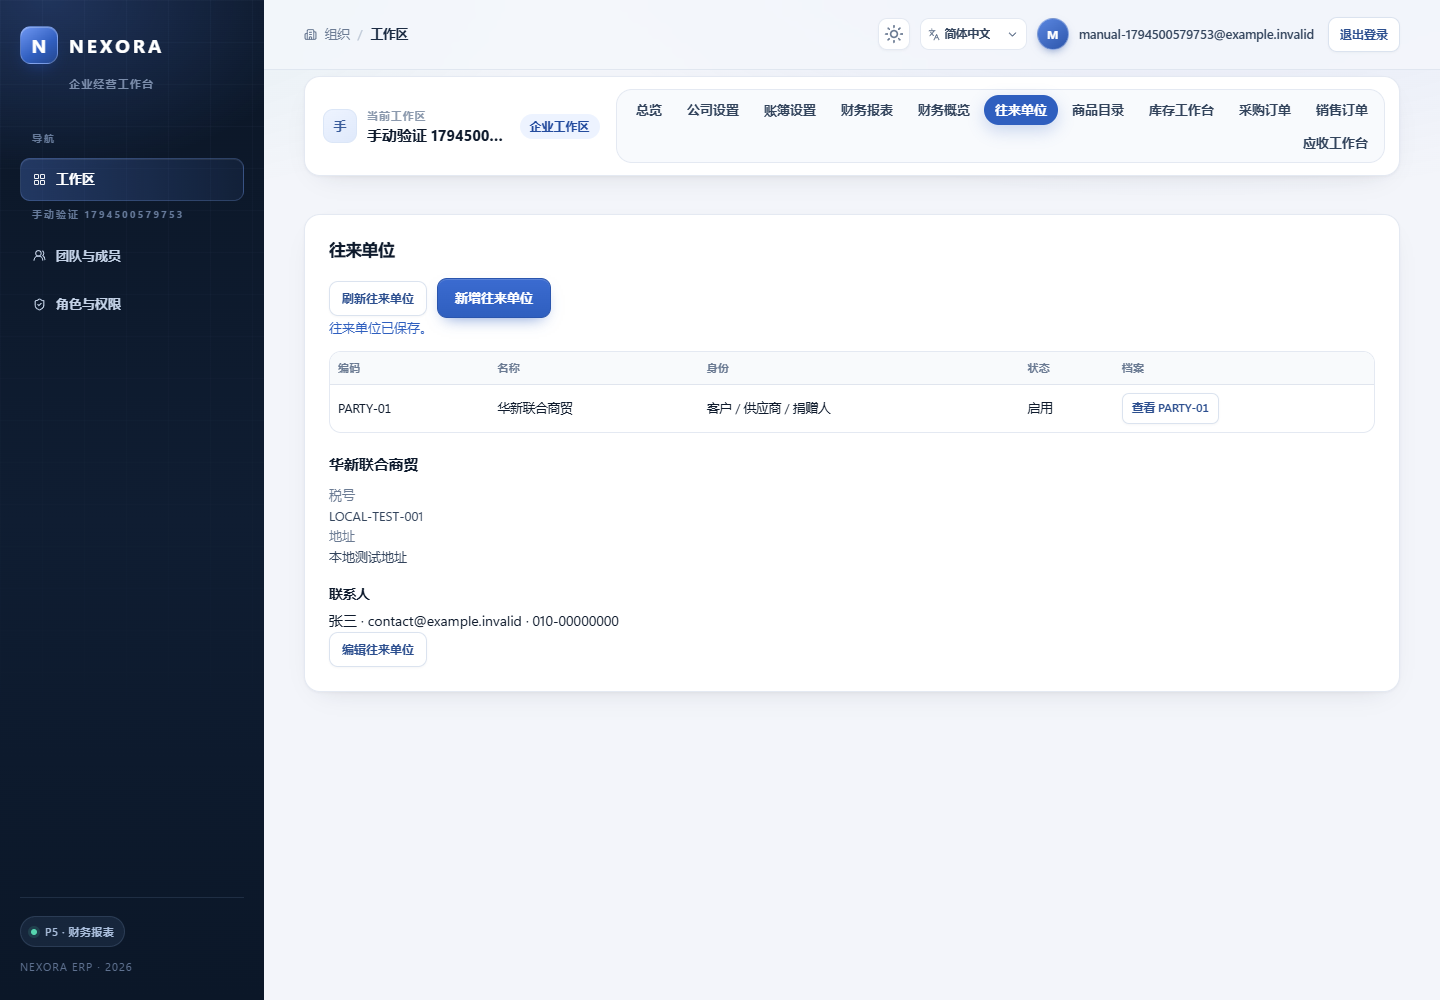 N NEXORA
企业经营工作台
导航
工作区
手动验证 1794500579753
团队与成员
角色与权限
P5 · 财务报表
NEXORA ERP · 2026
组织 / 工作区
简体中文
M
manual-1794500579753@example.invalid
退出登录
手
当前工作区
手动验证 1794500...
企业工作区
总览 公司设置 账簿设置 财务报表 财务概览 往来单位 商品目录 库存工作台 采购订单 销售订单
应收工作台
往来单位
刷新往来单位 新增往来单位
往来单位已保存。
编码 名称 身份 状态 档案
PARTY-01 华新联合商贸 客户 / 供应商 / 捐赠人 启用 查看 PARTY-01
华新联合商贸
税号
LOCAL-TEST-001
地址
本地测试地址
联系人
张三 · contact@example.invalid · 010-00000000
编辑往来单位